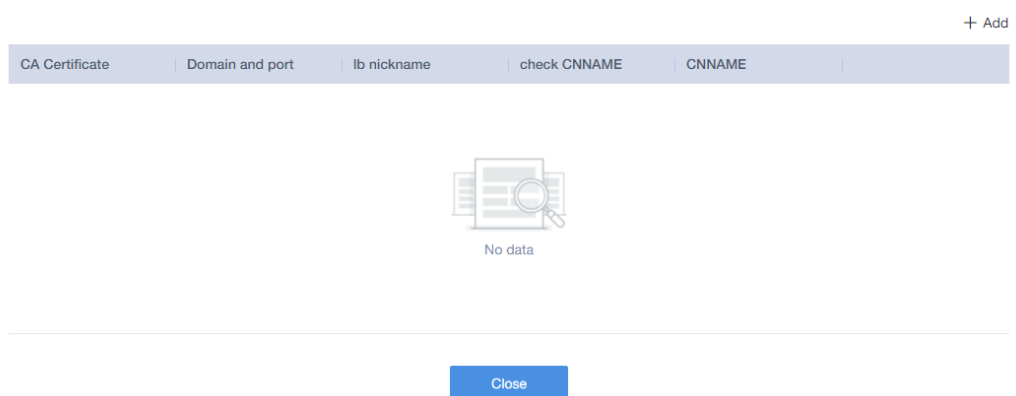 + Add
CA Certificate Domain and port lb nickname check CNNAME CNNAME
No data
Close